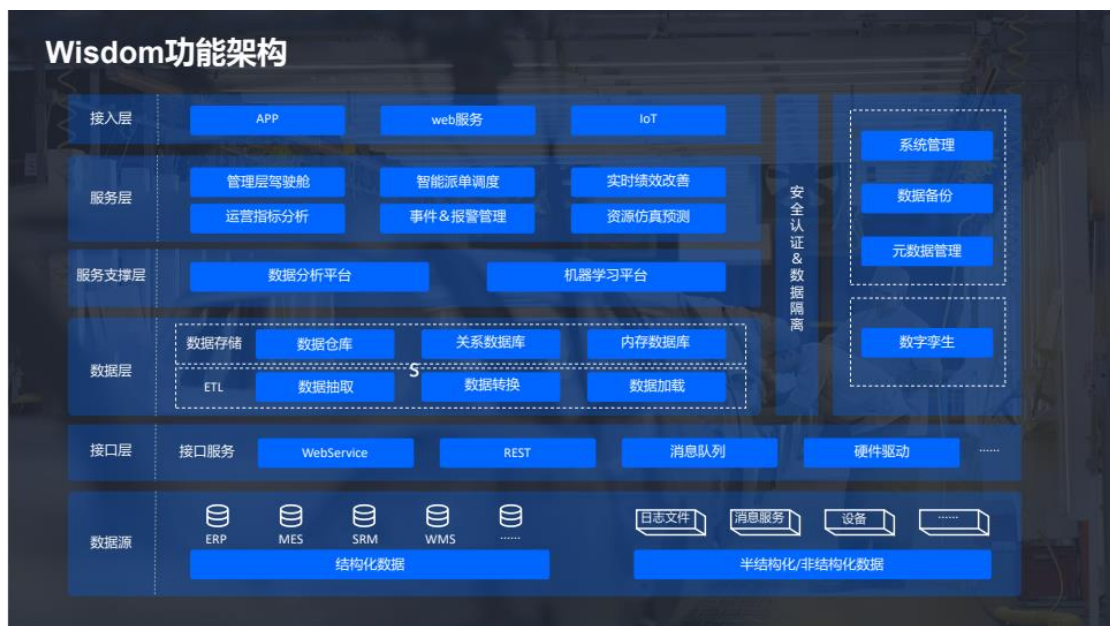 Wisdom功能架构
接入层
APP
web服务
IoT
服务层
管理层驾驶舱
智能派单调度
实时绩效改善
运营指标分析
事件&报警管理
资源仿真预测
服务支撑层
数据分析平台
机器学习平台
数据层
数据存储
数据仓库
关系数据库
内存数据库
S
ETL
数据抽取
数据转换
数据加载
安全认证&数据隔离
系统管理
数据备份
元数据管理
数字孪生
接口层
接口服务
WebService
REST
消息队列
硬件驱动
······
数据源
ERP
MES
SRM
WMS
······
结构化数据
日志文件
消息服务
设备
······
半结构化/非结构化数据